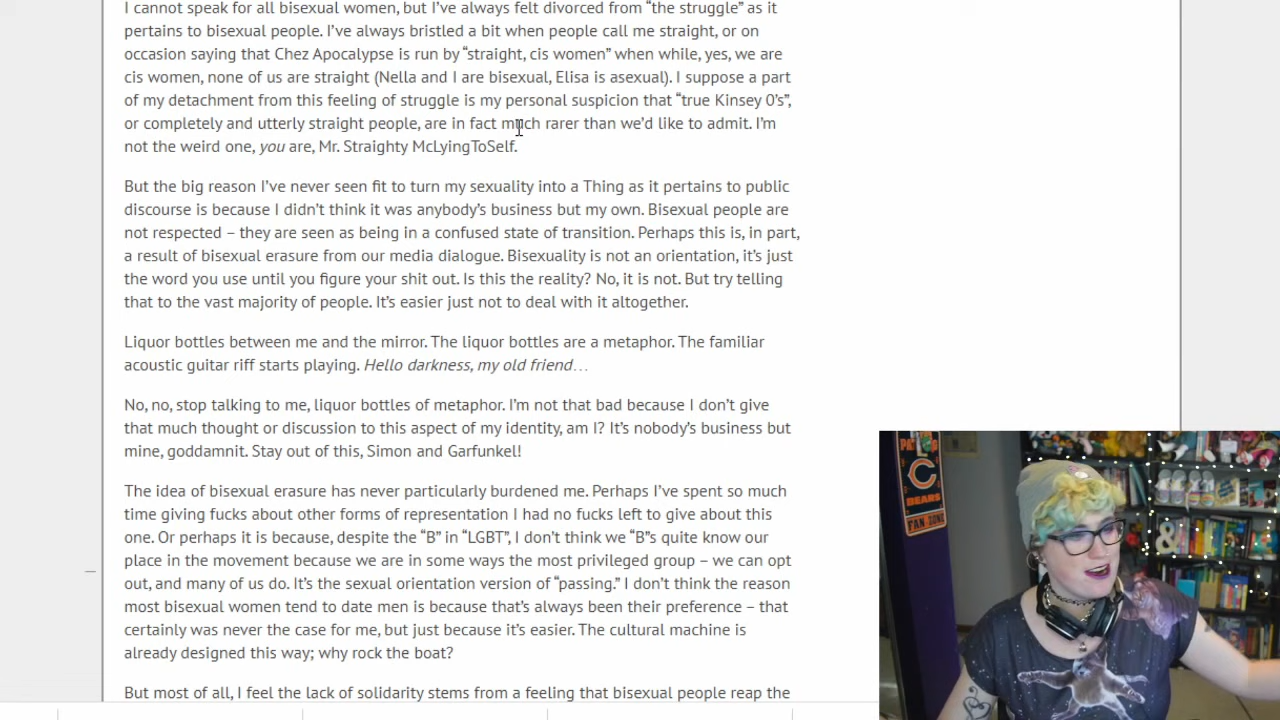 I cannot speak for all bisexual women, but I’ve always felt divorced from “the struggle” as it
pertains to bisexual people. I’ve always bristled a bit when people call me straight, or on
occasion saying that Chez Apocalypse is run by “straight, cis women” when while, yes, we are
cis women, none of us are straight (Nella and I are bisexual, Elisa is asexual). I suppose a part
of my detachment from this feeling of struggle is my personal suspicion that “true Kinsey 0’s”,
or completely and utterly straight people, are in fact much rarer than we’d like to admit. I’m
not the weird one, you are, Mr. Straighty McLyingToSelf.
But the big reason I’ve never seen fit to turn my sexuality into a Thing as it pertains to public
discourse is because I didn’t think it was anybody’s business but my own. Bisexual people are
not respected – they are seen as being in a confused state of transition. Perhaps this is, in part,
a result of bisexual erasure from our media dialogue. Bisexuality is not an orientation, it’s just
the word you use until you figure your shit out. Is this the reality? No, it is not. But try telling
that to the vast majority of people. It’s easier just not to deal with it altogether.
Liquor bottles between me and the mirror. The liquor bottles are a metaphor. The familiar
acoustic guitar riff starts playing. Hello darkness, my old friend…
No, no, stop talking to me, liquor bottles of metaphor. I’m not that bad because I don’t give
that much thought or discussion to this aspect of my identity, am I? It’s nobody’s business but
mine, goddamnit. Stay out of this, Simon and Garfunkel!
The idea of bisexual erasure has never particularly burdened me. Perhaps I’ve spent so much
time giving fucks about other forms of representation I had no fucks left to give about this
one. Or perhaps it is because, despite the “B” in “LGBT”, I don’t think we “B”s quite know our
place in the movement because we are in some ways the most privileged group – we can opt
out, and many of us do. It’s the sexual orientation version of “passing.” I don’t think the reason
most bisexual women tend to date men is because that’s always been their preference – that
certainly was never the case for me, but just because it’s easier. The cultural machine is
already designed this way; why rock the boat?
But most of all, I feel the lack of solidarity stems from a feeling that bisexual people reap the
BEARS
FAN